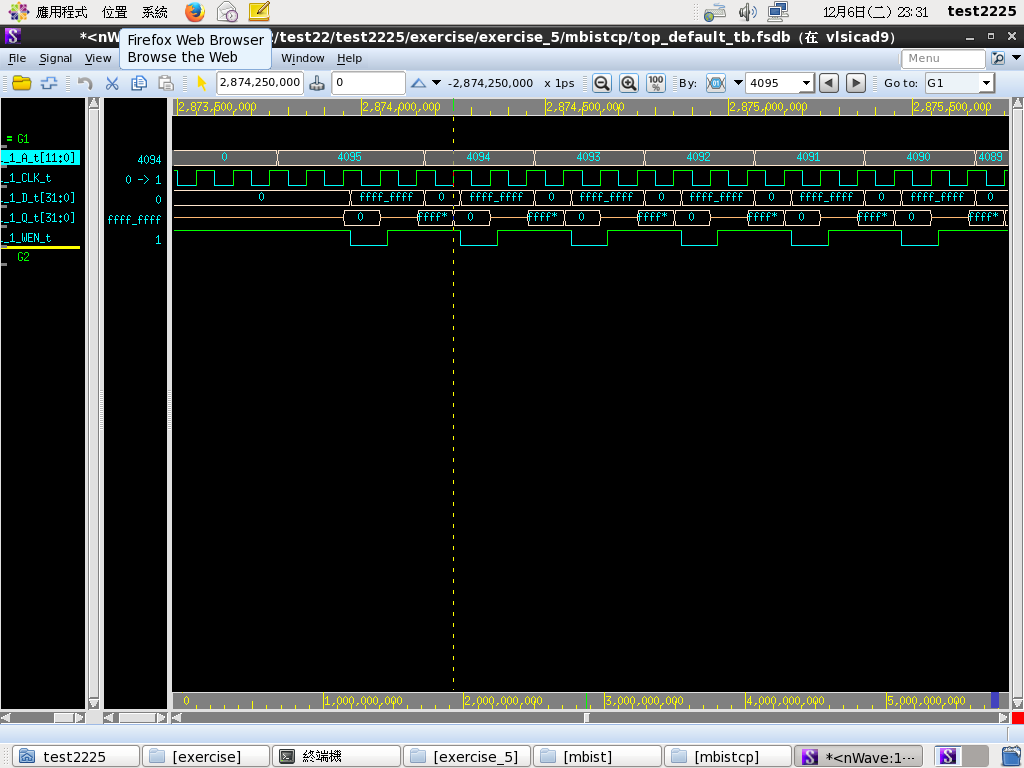 應用程式 位置 系統
12月6日(二) 23:31 test2225
*<nW
/test22/test2225/exercise/exercise_5/mbistcp/top_default_tb.fsdb (在 vlsicad9)
Firefox Web Browser
Browse the Web
File Signal View Window Help Menu
2,874,250,000 0 -2,874,250,000 x 1ps 100 % By: 4095 Go to: G1
2,873,500,000 2,874,000,000 2,874,500,000 2,875,000,000 2,875,500,000
= G1
_1_A_t[11:0] 4094 0 4095 4094 4093 4092 4091 4090 4089
_1_CLK_t 0 -> 1
_1_D_t[31:0] 0 0 ffff_ffff 0 ffff_ffff 0 ffff_ffff 0 ffff_ffff 0 ffff_ffff 0 ffff_ffff 0
_1_Q_t[31:0] ffff_ffff 0 ffff* 0 ffff* 0 ffff* 0 ffff* 0 ffff* 0 ffff*
_1_WEN_t 1
G2
0 1,000,000,000 2,000,000,000 3,000,000,000 4,000,000,000 5,000,000,000
test2225 [exercise] 終端機 [exercise_5] [mbist] [mbistcp] *<nWave:1…